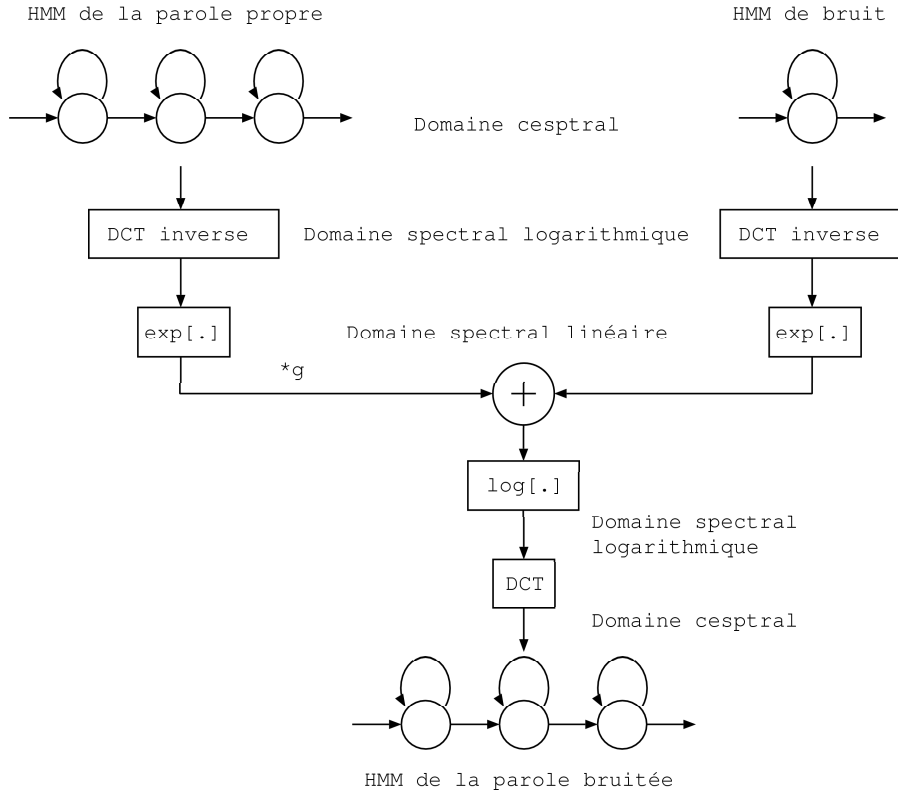 HMM de la parole propre
HMM de bruit
Domaine cesptral
DCT inverse
Domaine spectral logarithmique
DCT inverse
exp[.]
Domaine spectral linéaire
exp[.]
*g
+
log[.]
Domaine spectral
logarithmique
DCT
Domaine cesptral
HMM de la parole bruitée